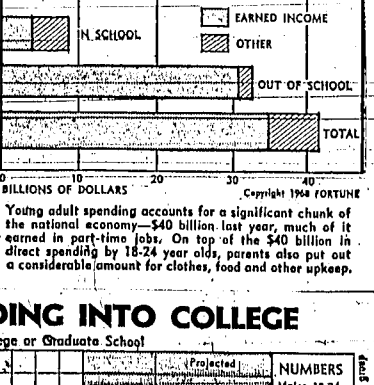 EARNED INCOME
OTHER
IN SCHOOL
OUT OF SCHOOL
TOTAL
0 10 20 30 40
BILLIONS OF DOLLARS
Copyright 1968 FORTUNE
Young adult spending accounts for a significant chunk of
the national economy—$40 billion last year, much of it
earned in part-time jobs. On top of the $40 billion in
direct spending by 18-24 year olds, parents also put out
a considerable amount for clothes, food and other upkeep.
DING INTO COLLEGE
ege or Graduate School
Projected
NUMBERS